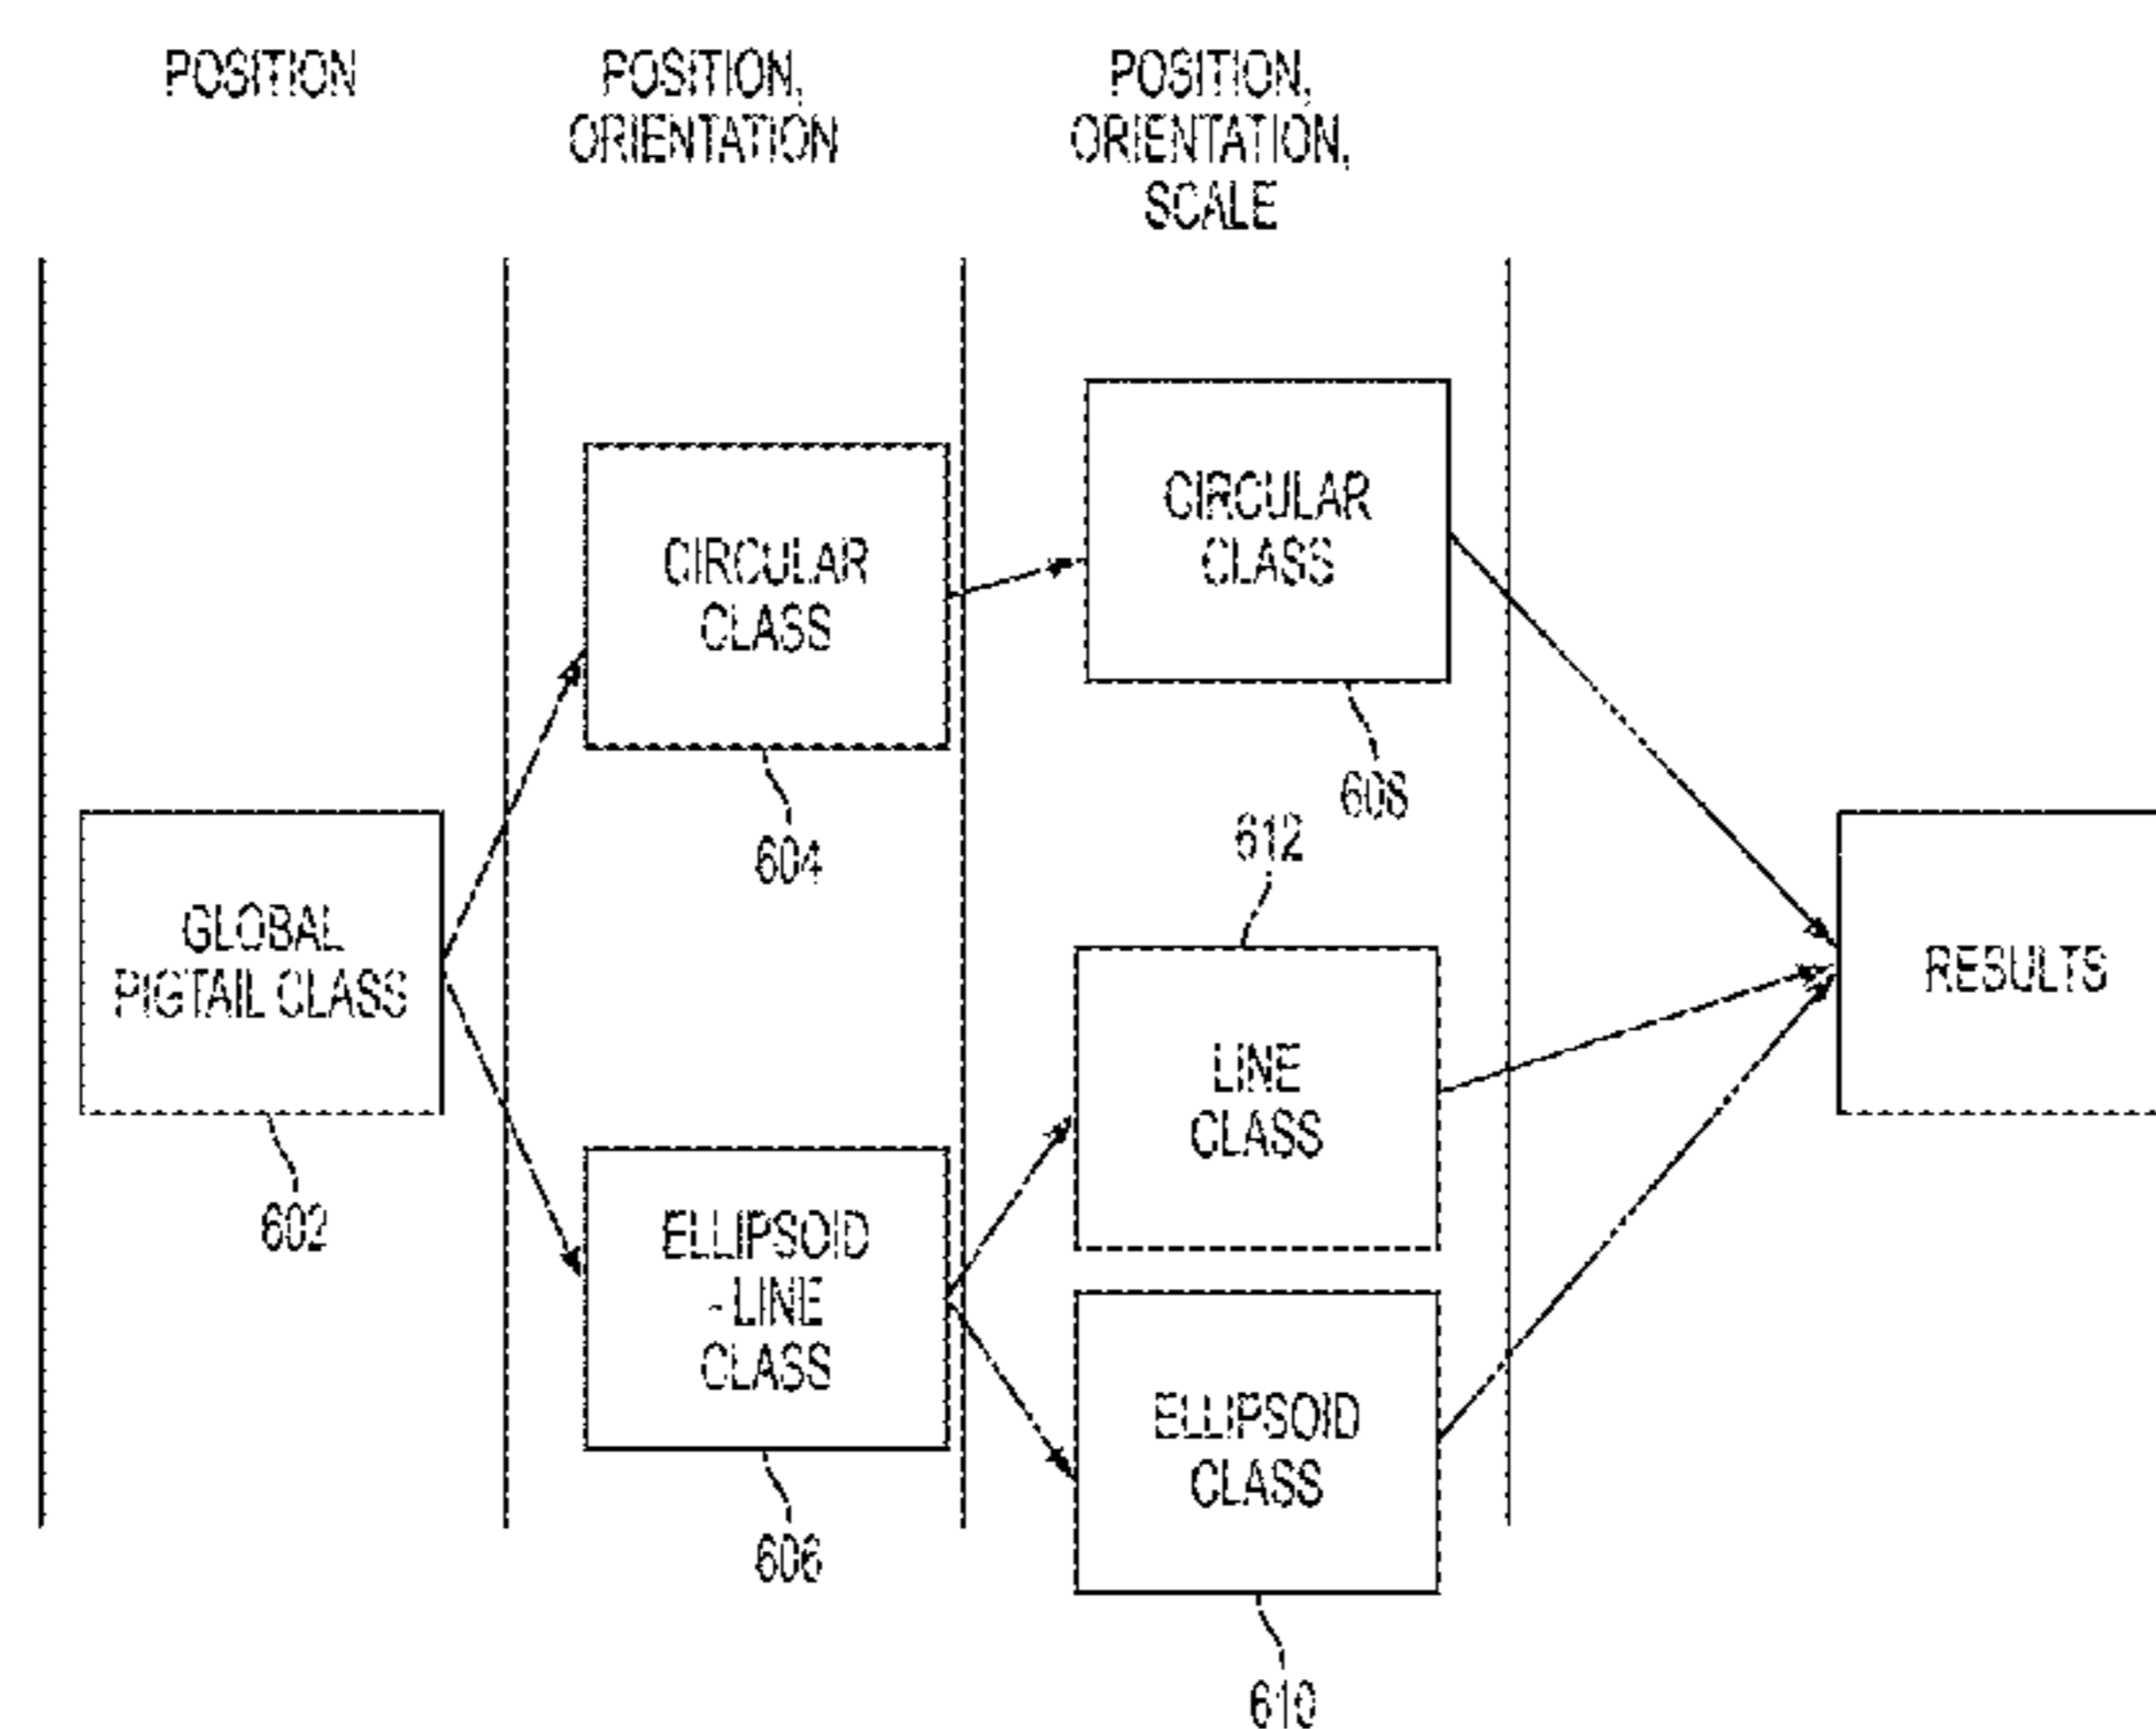 POSITION
POSITION,
ORIENTATION
POSITION,
ORIENTATION,
SCALE
GLOBAL
PIGTAIL CLASS
602
CIRCULAR
CLASS
604
ELLIPSOID
-LINE
CLASS
606
CIRCULAR
CLASS
608
612
LINE
CLASS
ELLIPSOID
CLASS
610
RESULTS